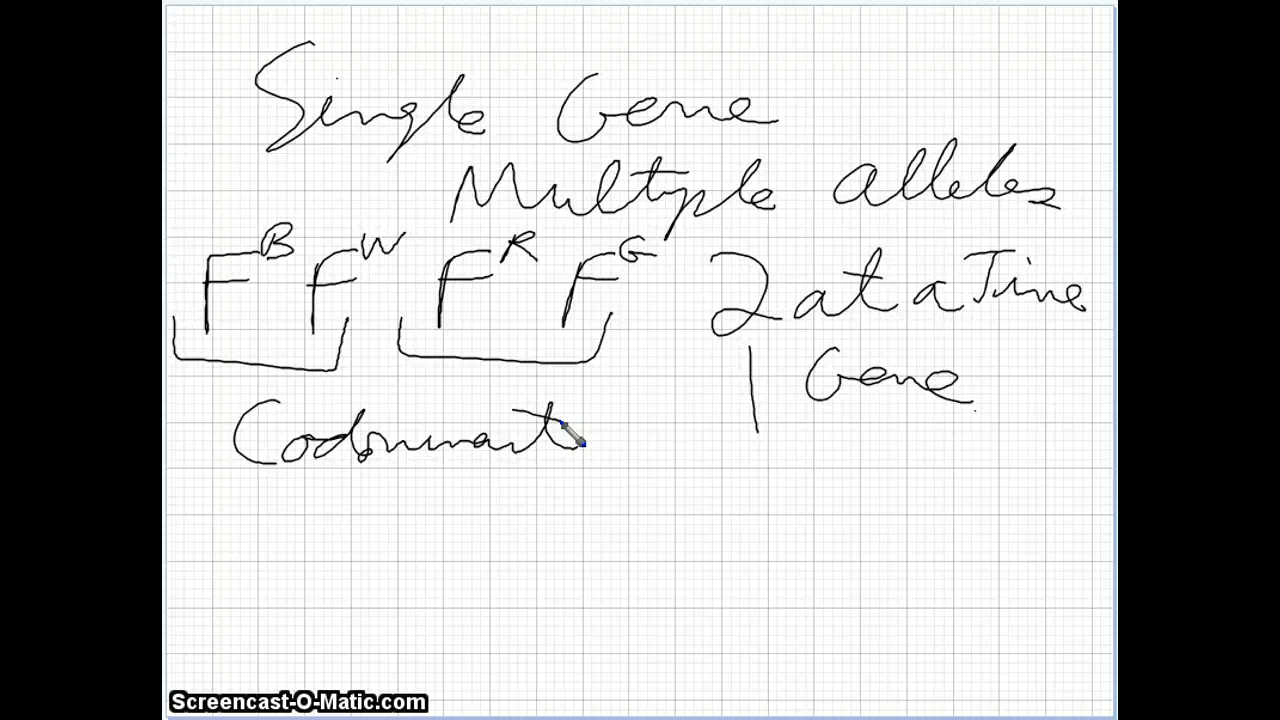 Single Gene
Multiple alleles
F^B F^W F^R F^G 2 at a Time
1 Gene
Codominant
Screencast-O-Matic.com